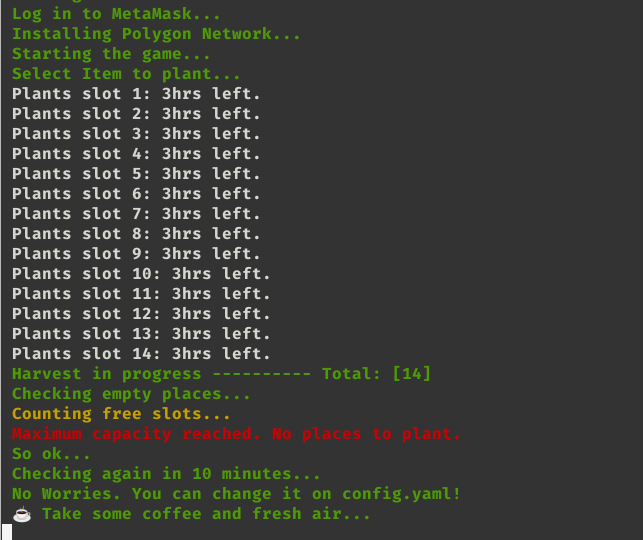 Log in to MetaMask...
Installing Polygon Network...
Starting the game...
Select Item to plant...
Plants slot 1: 3hrs left.
Plants slot 2: 3hrs left.
Plants slot 3: 3hrs left.
Plants slot 4: 3hrs left.
Plants slot 5: 3hrs left.
Plants slot 6: 3hrs left.
Plants slot 7: 3hrs left.
Plants slot 8: 3hrs left.
Plants slot 9: 3hrs left.
Plants slot 10: 3hrs left.
Plants slot 11: 3hrs left.
Plants slot 12: 3hrs left.
Plants slot 13: 3hrs left.
Plants slot 14: 3hrs left.
Harvest in progress ---------- Total: [14]
Checking empty places...
Counting free slots...
Maximum capacity reached. No places to plant.
So ok...
Checking again in 10 minutes...
No Worries. You can change it on config.yaml!
☕ Take some coffee and fresh air...